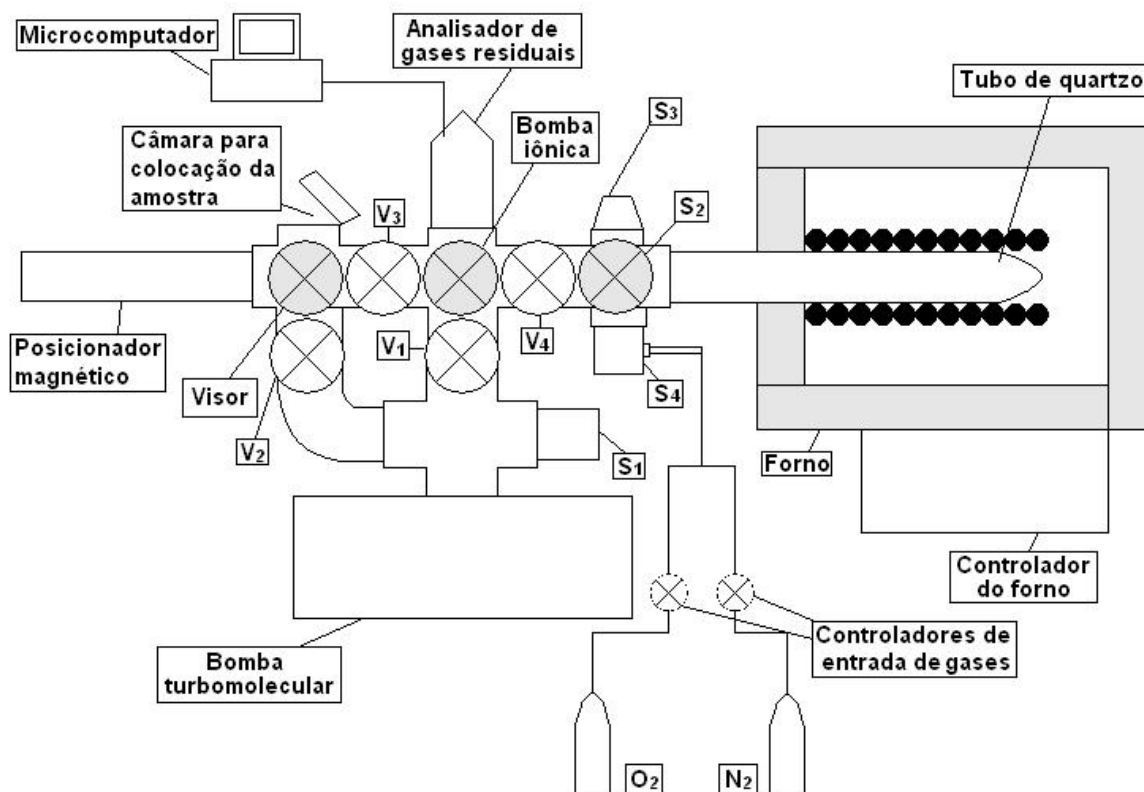 Microcomputador
Analisador de
gases residuais
Tubo de quartzo
Câmara para
colocação da
amostra
Bomba
iônica
S3
S2
V3
Posicionador
magnético
Visor
V2
V1
V4
S4
S1
Forno
Controlador
do forno
Bomba
turbomolecular
Controladores de
entrada de gases
O2
N2